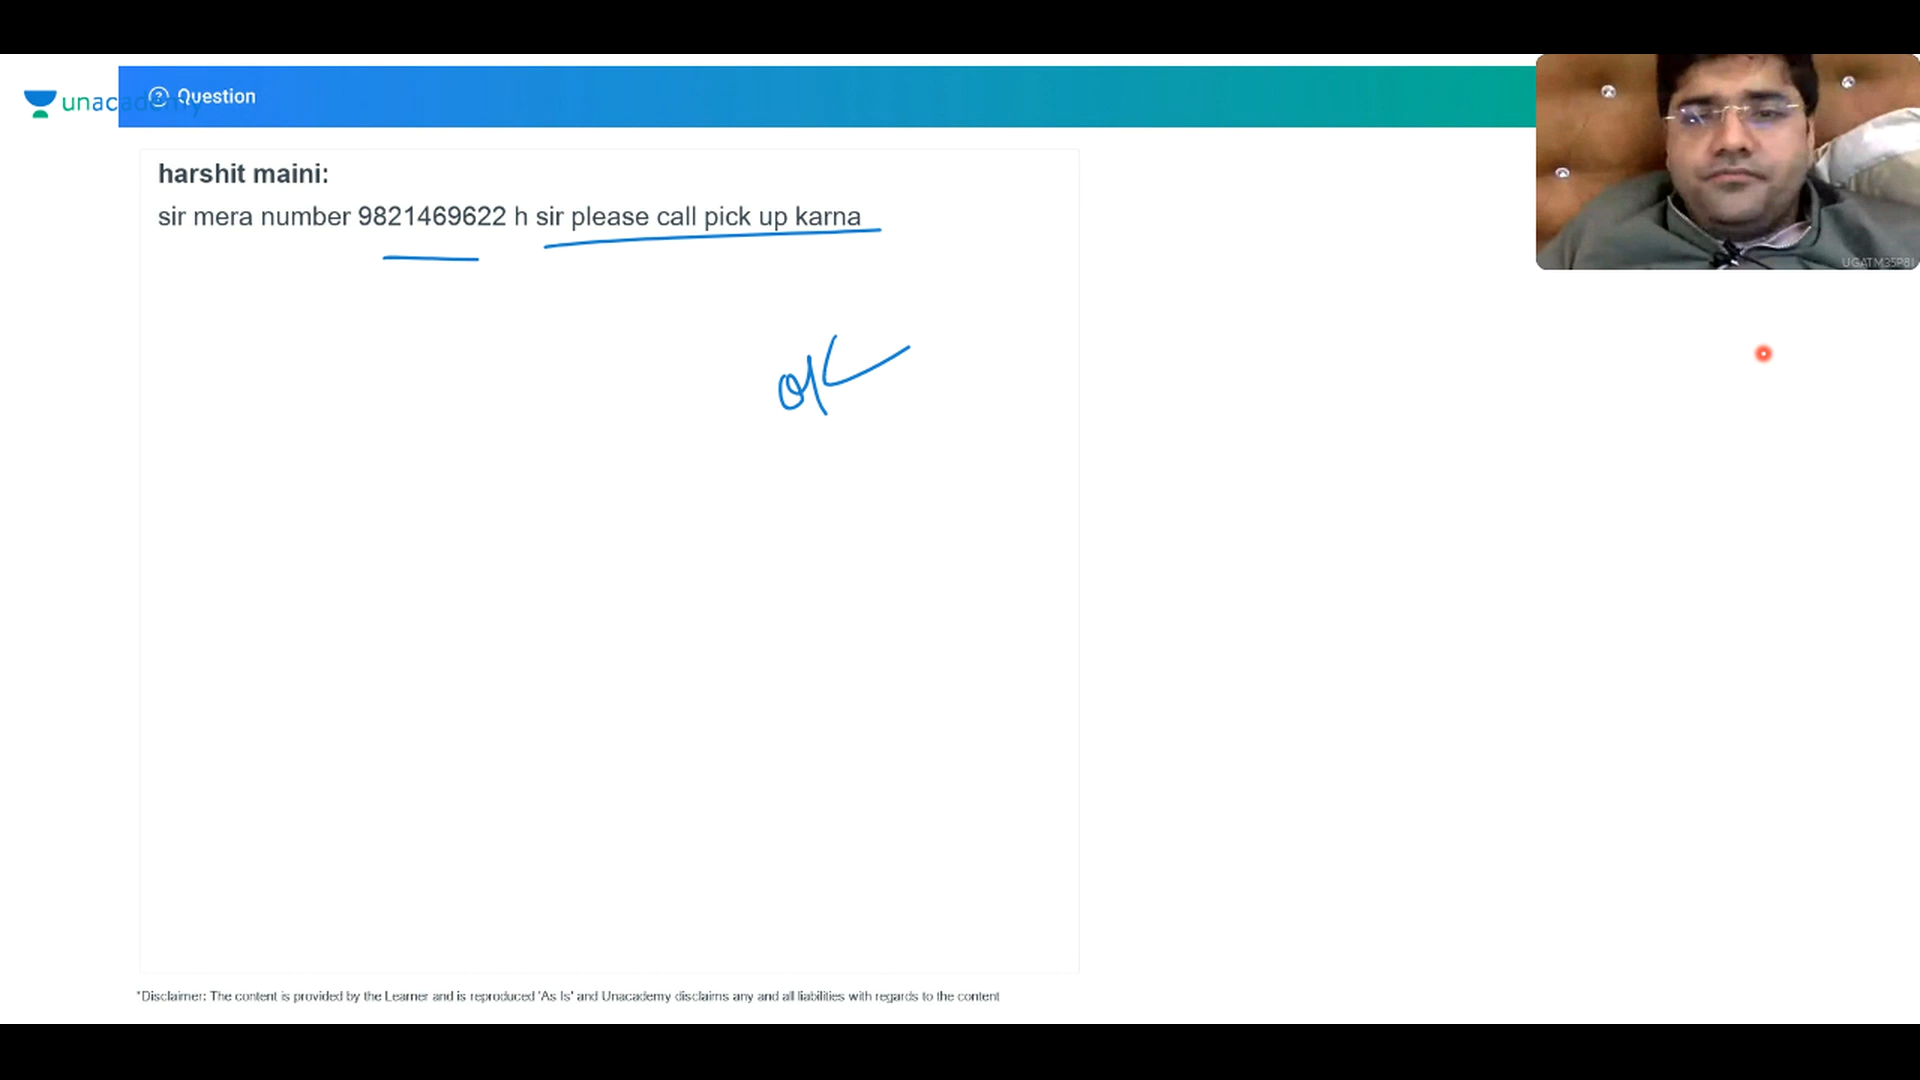 unacademy
Question
harshit maini:
sir mera number 9821469622 h sir please call pick up karna
ok
UGATM35P8I
*Disclaimer: The content is provided by the Learner and is reproduced 'As Is' and Unacademy disclaims any and all liabilities with regards to the content